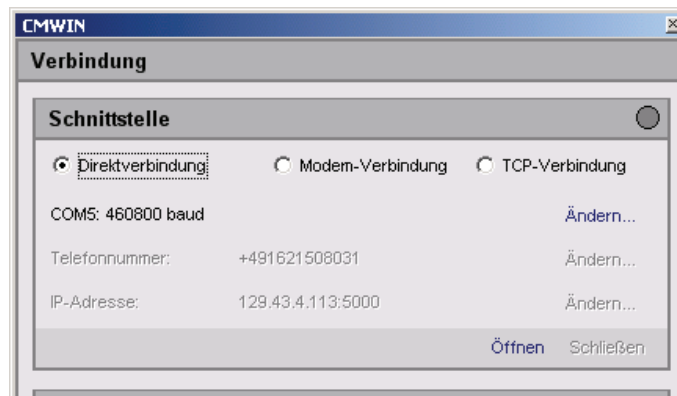 CMWIN
Verbindung
Schnittstelle
Direktverbindung Modem-Verbindung TCP-Verbindung
COM5: 460800 baud Ändern...
Telefonnummer: +491621508031 Ändern...
IP-Adresse: 129.43.4.113:5000 Ändern...
Öffnen Schließen